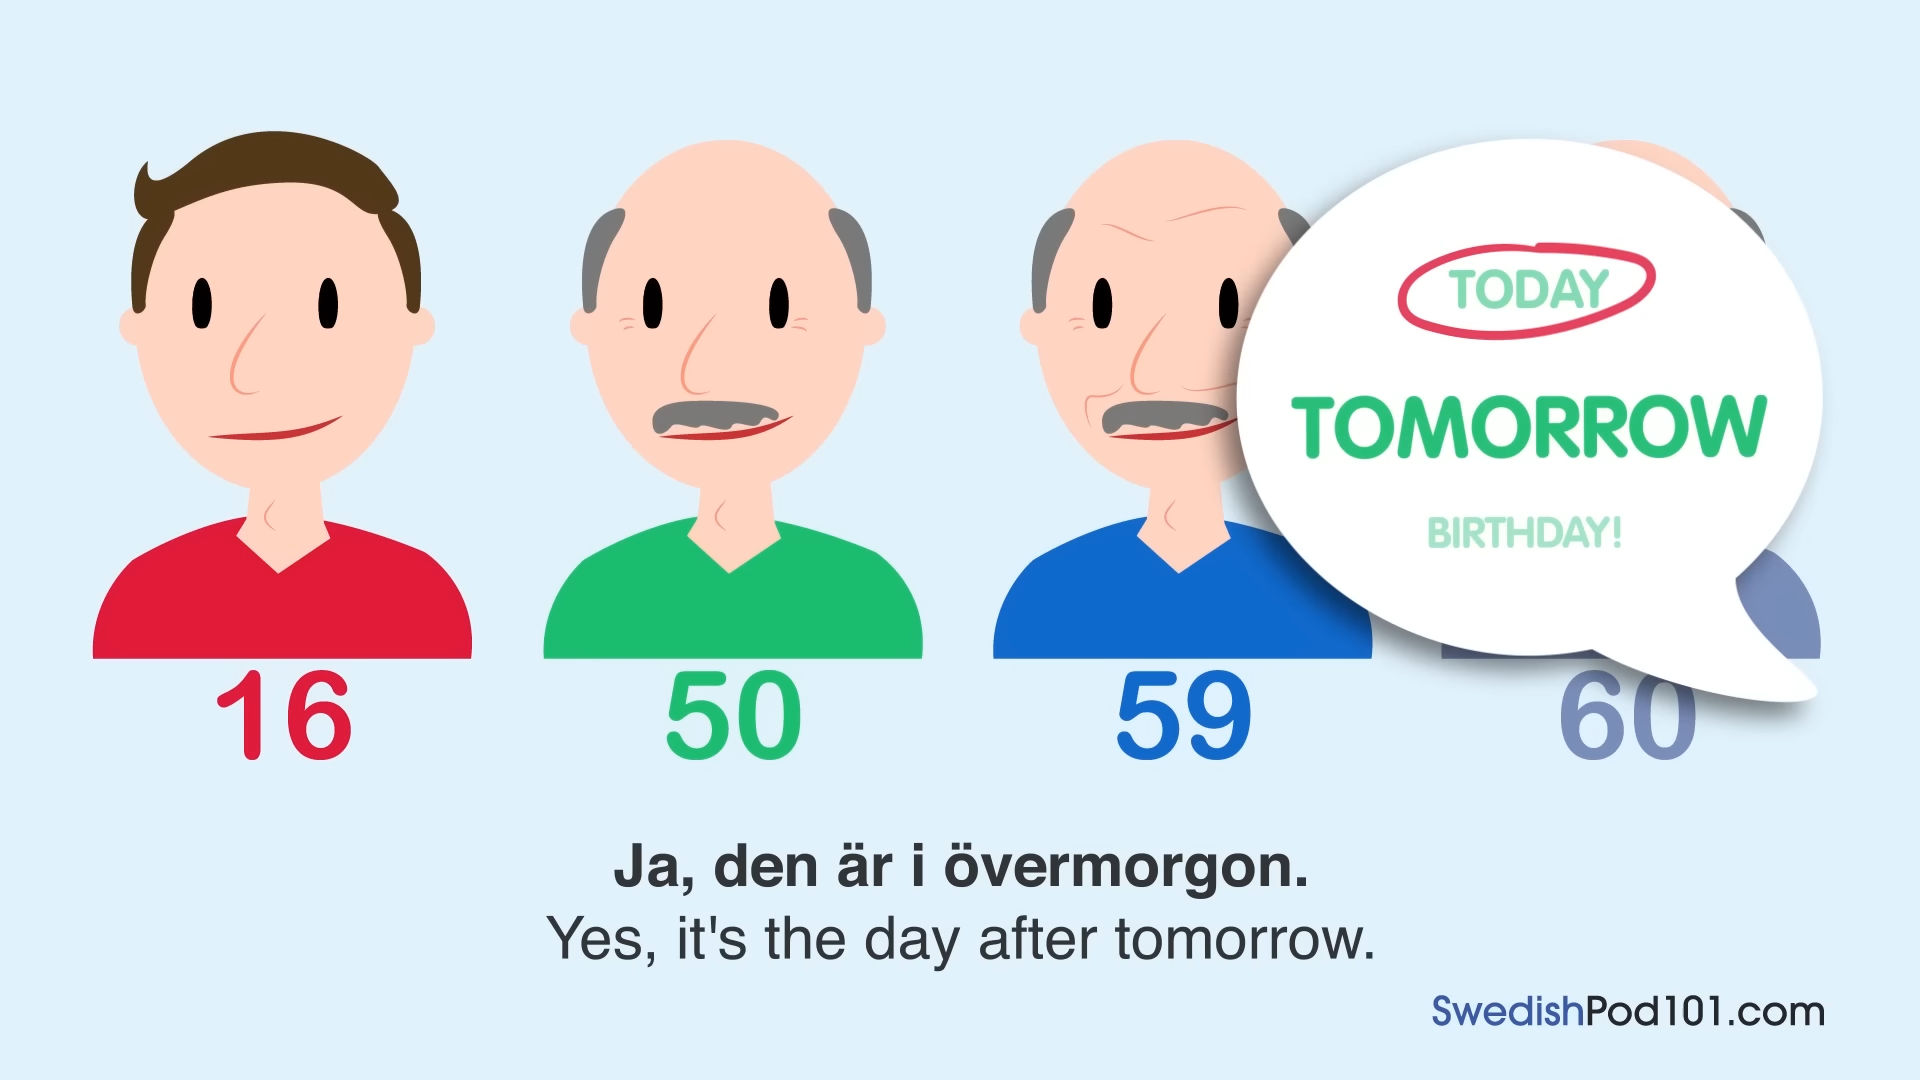 TODAY
TOMORROW
BIRTHDAY!
16
50
59
60
Ja, den är i övermorgon.
Yes, it's the day after tomorrow.
SwedishPod101.com